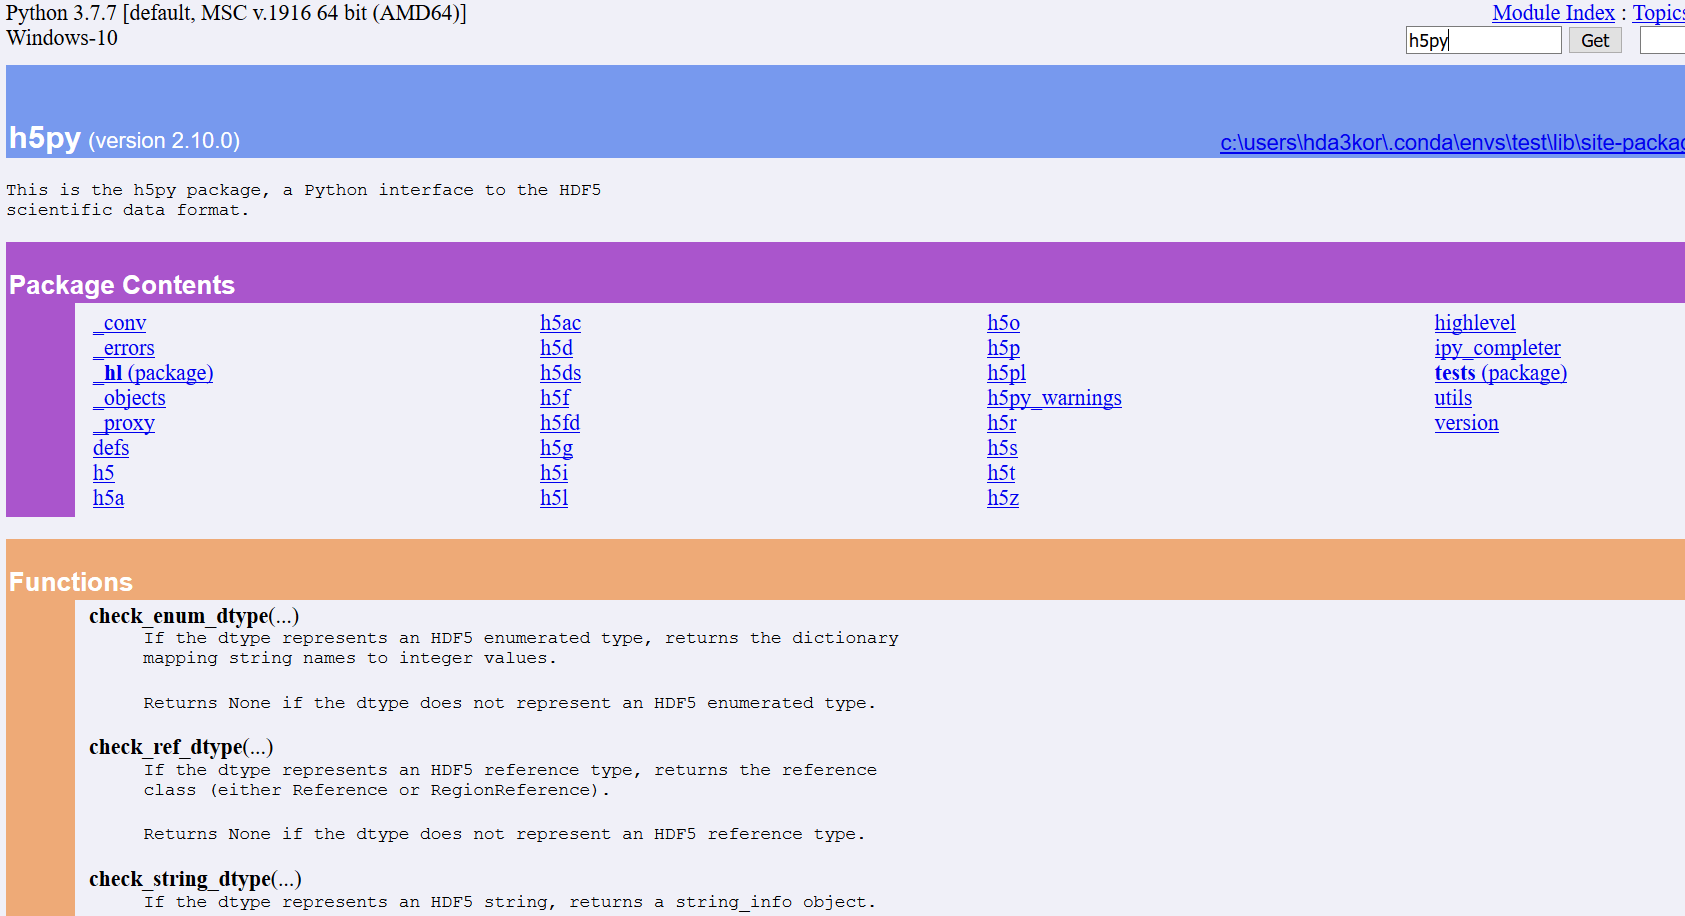 Python 3.7.7 [default, MSC v.1916 64 bit (AMD64)]
Windows-10
Module Index : Topics
h5py Get
h5py (version 2.10.0)
c:\users\hda3kor\.conda\envs\test\lib\site-packag
This is the h5py package, a Python interface to the HDF5
scientific data format.
Package Contents
_conv
_errors
_hl (package)
_objects
_proxy
defs
h5
h5a
h5ac
h5d
h5ds
h5f
h5fd
h5g
h5i
h5l
h5o
h5p
h5pl
h5py_warnings
h5r
h5s
h5t
h5z
highlevel
ipy_completer
tests (package)
utils
version
Functions
check_enum_dtype(...)
If the dtype represents an HDF5 enumerated type, returns the dictionary
mapping string names to integer values.
Returns None if the dtype does not represent an HDF5 enumerated type.
check_ref_dtype(...)
If the dtype represents an HDF5 reference type, returns the reference
class (either Reference or RegionReference).
Returns None if the dtype does not represent an HDF5 reference type.
check_string_dtype(...)
If the dtype represents an HDF5 string, returns a string_info object.